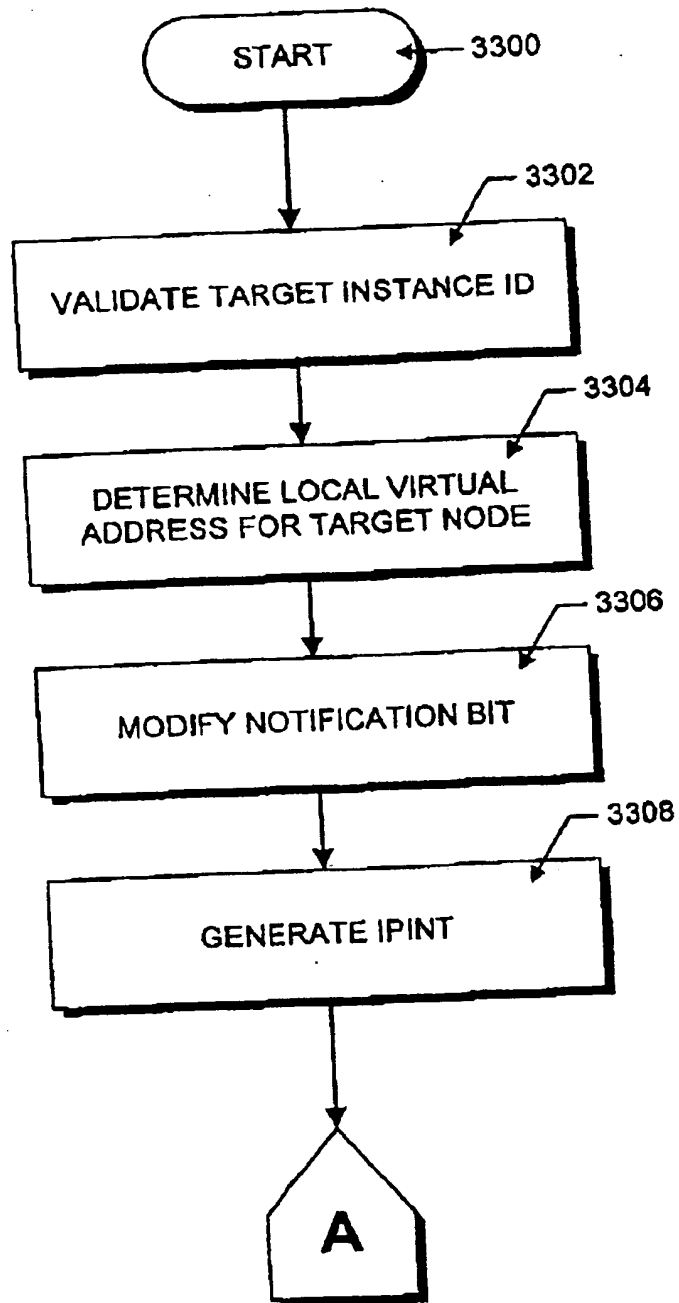 START
3300
3302
VALIDATE TARGET INSTANCE ID
3304
DETERMINE LOCAL VIRTUAL
ADDRESS FOR TARGET NODE
3306
MODIFY NOTIFICATION BIT
3308
GENERATE IPINT
A